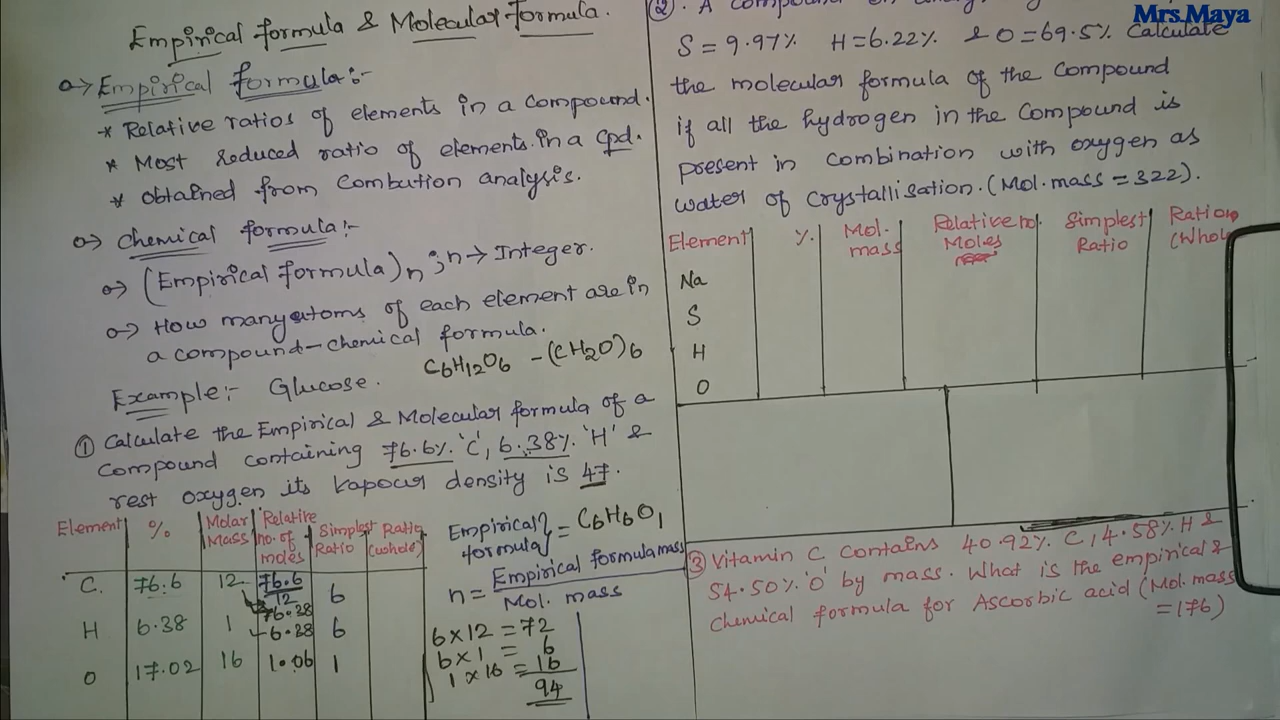 Empirical formula & Molecular formula.
Empirical formula:-
* Relative ratios of elements in a compound.
* Most reduced ratio of elements in a cpd.
* obtained from Combution analysis.
Chemical formula:-
(Empirical formula)n ; n → Integer.
How many atoms of each element are in
a compound - chemical formula.
Example:- Glucose. C6H12O6 - (CH2O)6
① Calculate the Empirical & Molecular formula of a
Compound containing 76.6% 'C', 6.38% 'H' &
rest oxygen its vapour density is 47.
Element % Molar Mass Relative no. of moles Simplest Ratio Ratio (whole)
C. 76.6 12 76.6 12 6
H 6.38 1 6.38 6
O 17.02 16 1.06 1
Empirical formula } = C6H6O1
n = Empirical formula mass
Mol. mass
6 x 12 = 72
6 x 1 = 6
1 x 16 = 16
94
Mrs.Maya
②. A compound on
S = 9.97% H = 6.22% & O = 69.5% Calculate
the molecular formula of the Compound
if all the hydrogen in the Compound is
present in combination with oxygen as
water of crystallisation. (Mol. mass = 322).
Element % Mol. mass Relative no. Moles Simplest Ratio Ratio
Na
S
H
O
③ Vitamin C contains 40.92% C, 4.58% H &
54.50% 'O' by mass. What is the empirical &
chemical formula for Ascorbic acid (Mol. mass
= 176)